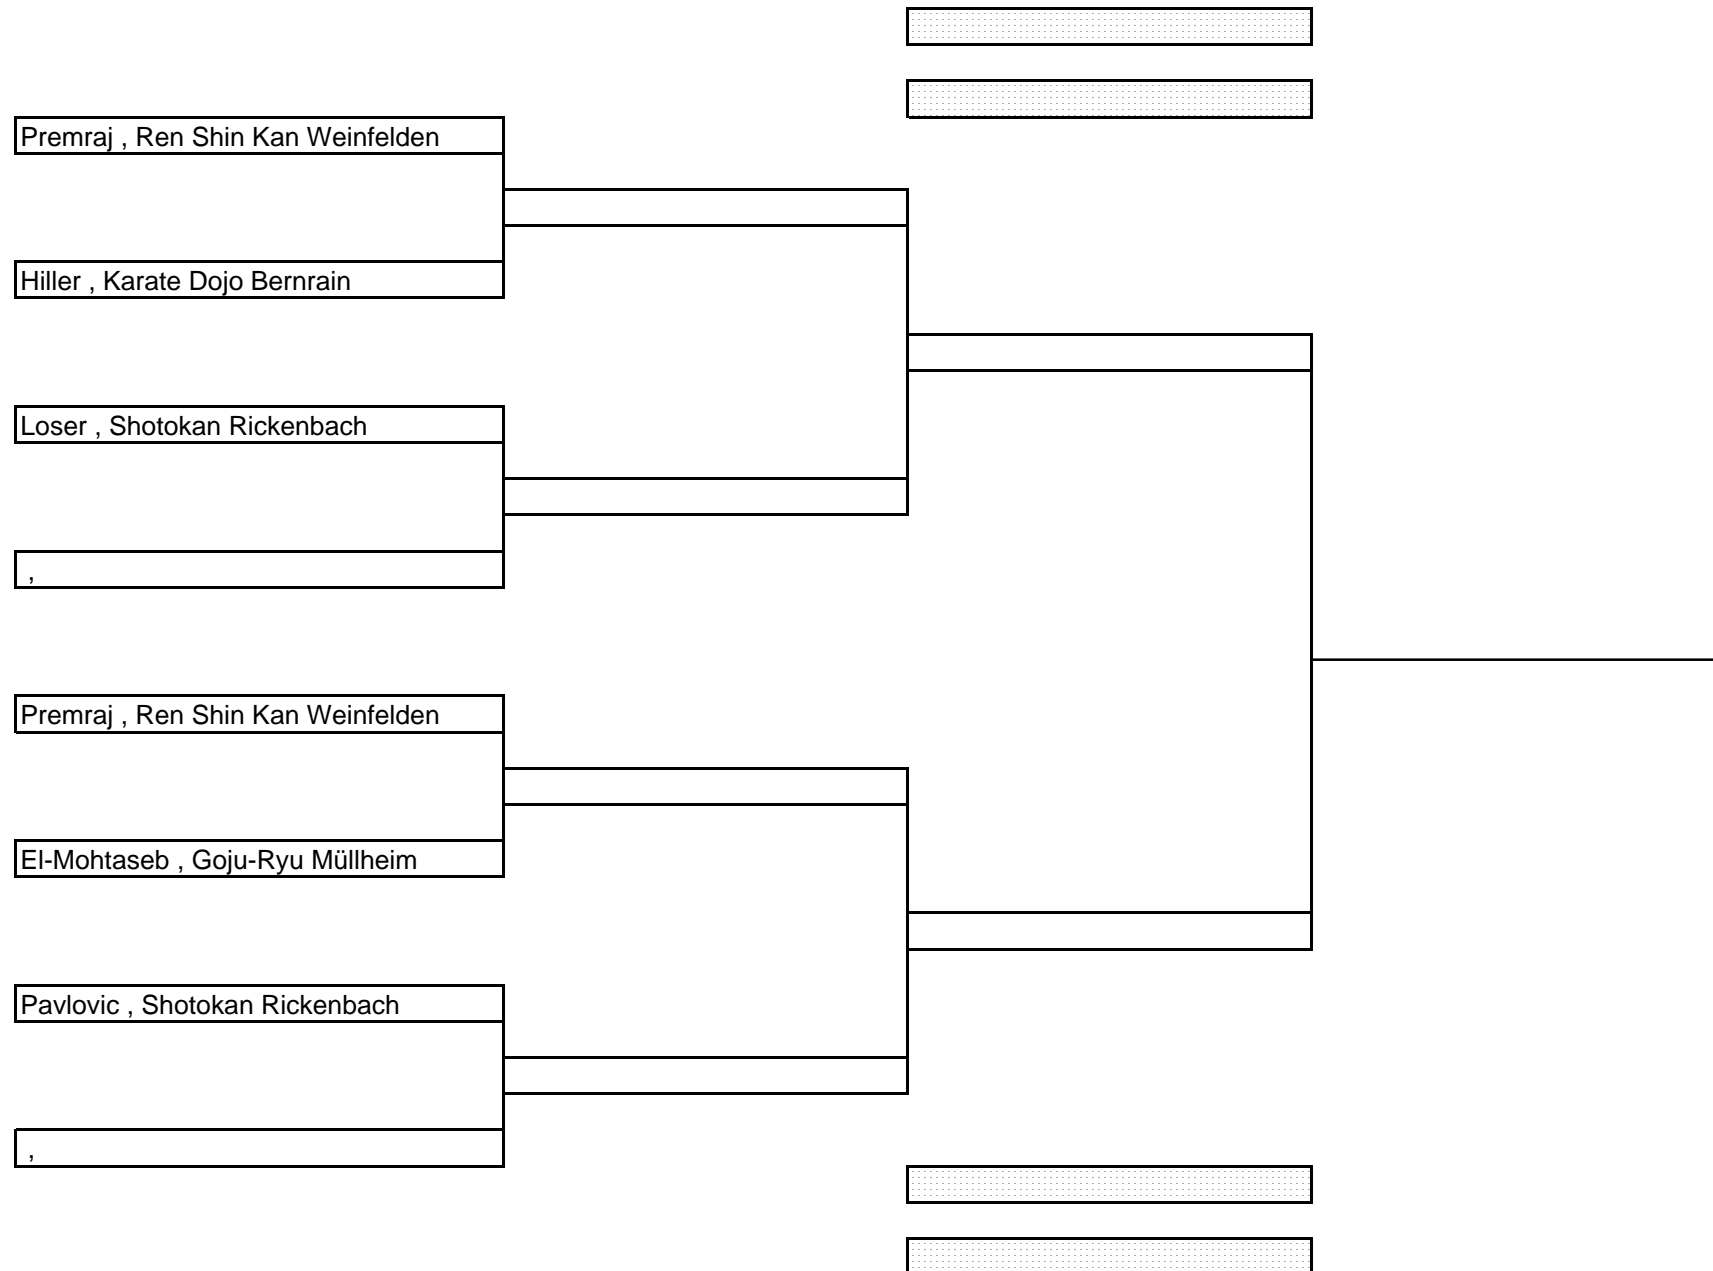 Premraj , Ren Shin Kan Weinfelden
Hiller , Karate Dojo Bernrain
Loser , Shotokan Rickenbach
,
Premraj , Ren Shin Kan Weinfelden
El-Mohtaseb , Goju-Ryu Müllheim
Pavlovic , Shotokan Rickenbach
,